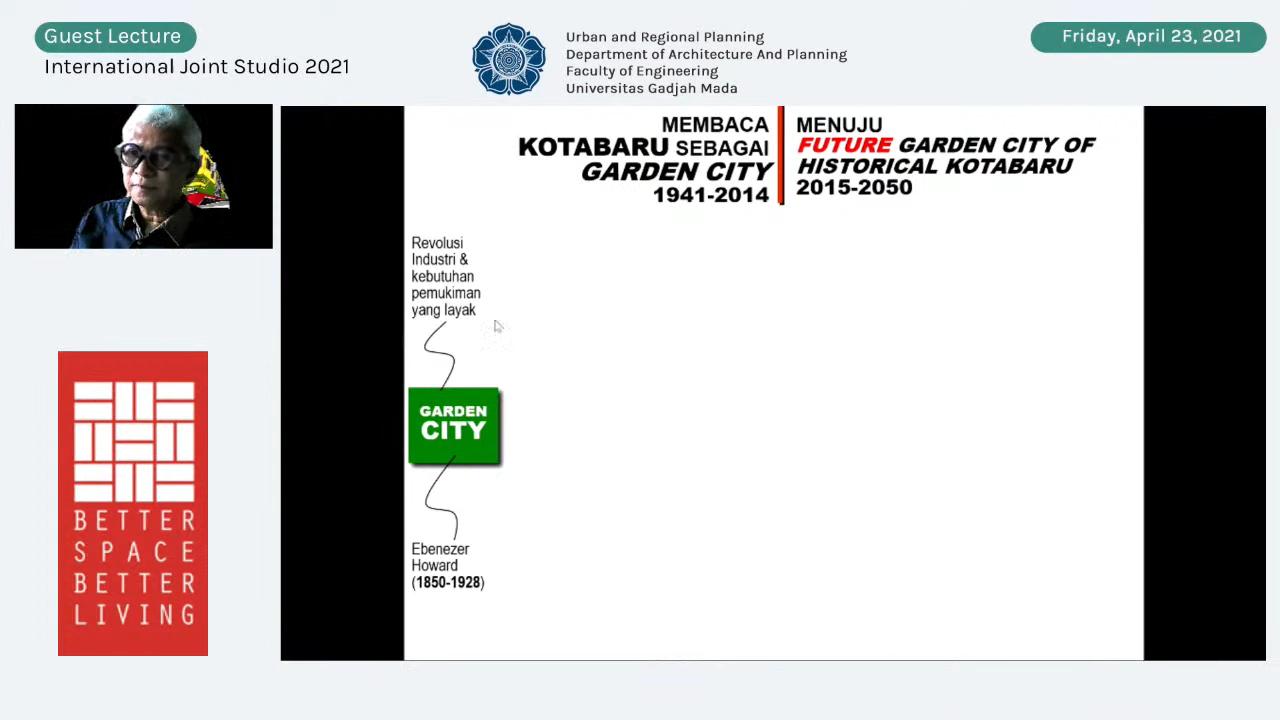 Guest Lecture
International Joint Studio 2021
Urban and Regional Planning
Department of Architecture And Planning
Faculty of Engineering
Universitas Gadjah Mada
Friday, April 23, 2021
MEMBACA
KOTABARU SEBAGAI
GARDEN CITY
1941-2014
MENUJU
FUTURE GARDEN CITY OF
HISTORICAL KOTABARU
2015-2050
Revolusi
Industri &
kebutuhan
pemukiman
yang layak
GARDEN
CITY
Ebenezer
Howard
(1850-1928)
BETTER
SPACE
BETTER
LIVING